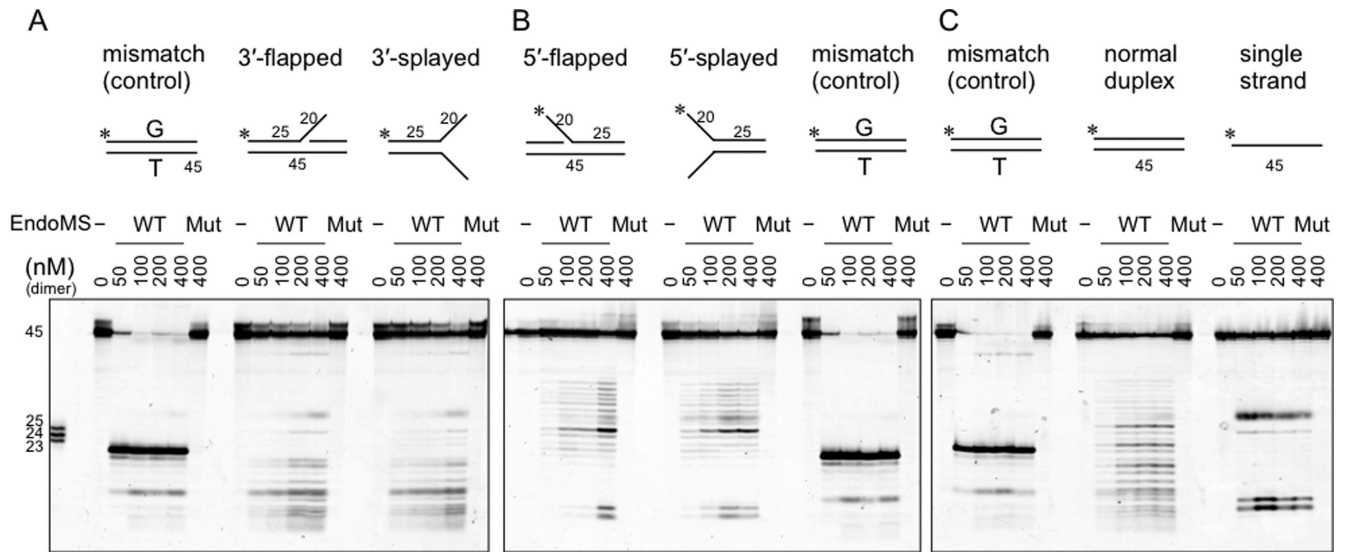 A B C
mismatch (control) 3′-flapped 3′-splayed 5′-flapped 5′-splayed mismatch (control) mismatch (control) normal duplex single strand
* G T 45
* 25 20 45
* 25 20
* 20 25 45
* 20 25
* G T
* G T
* 45
* 45
EndoMS – WT Mut – WT Mut – WT Mut – WT Mut – WT Mut – WT Mut – WT Mut – WT Mut – WT Mut
(nM) 0 50 100 200 400 400 0 50 100 200 400 400 0 50 100 200 400 400 0 50 100 200 400 400 0 50 100 200 400 400 0 50 100 200 400 400 0 50 100 200 400 400 0 50 100 200 400 400 0 50 100 200 400 400
(dimer)
45
25
24
23